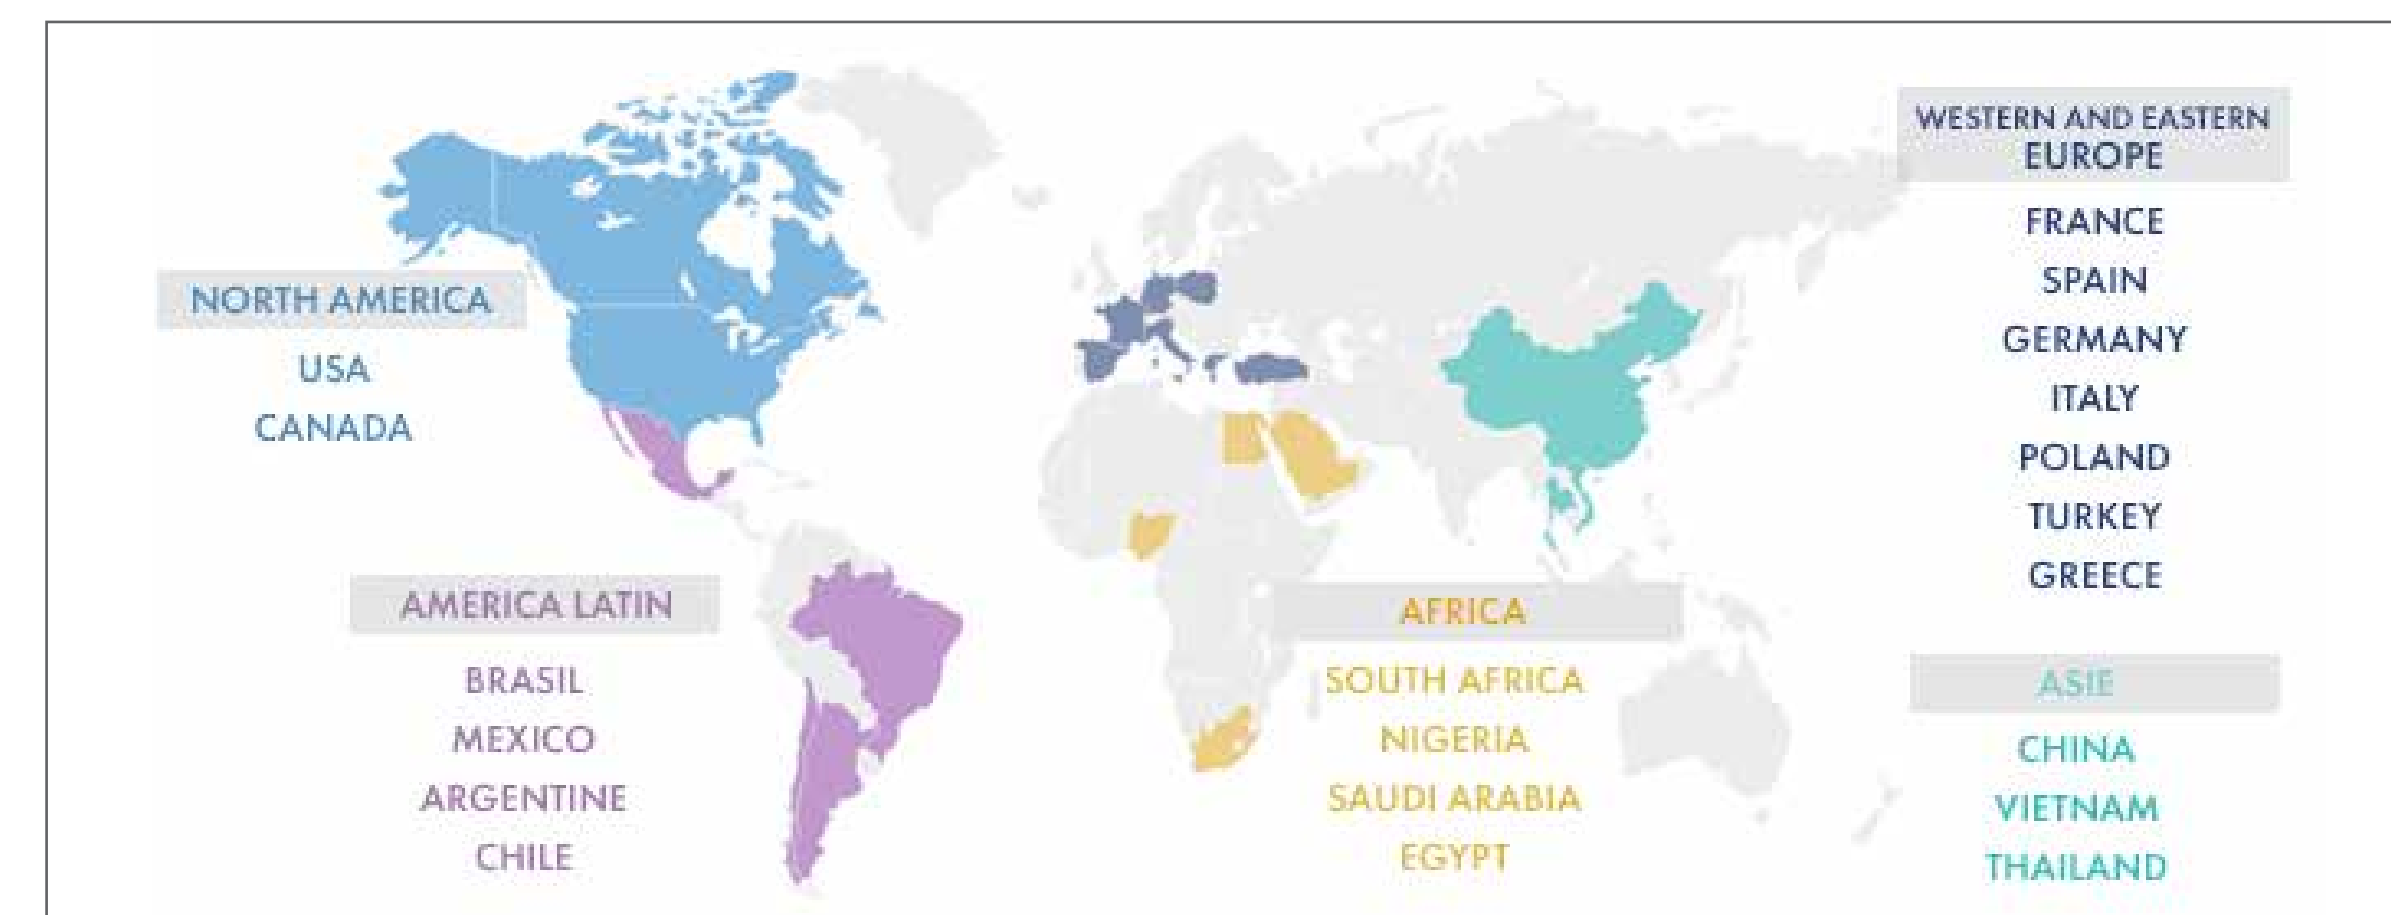 NORTH AMERICA
USA
CANADA
AMERICA LATIN
BRASIL
MEXICO
ARGENTINE
CHILE
AFRICA
SOUTH AFRICA
NIGERIA
SAUDI ARABIA
EGYPT
WESTERN AND EASTERN
EUROPE
FRANCE
SPAIN
GERMANY
ITALY
POLAND
TURKEY
GREECE
ASIE
CHINA
VIETNAM
THAILAND